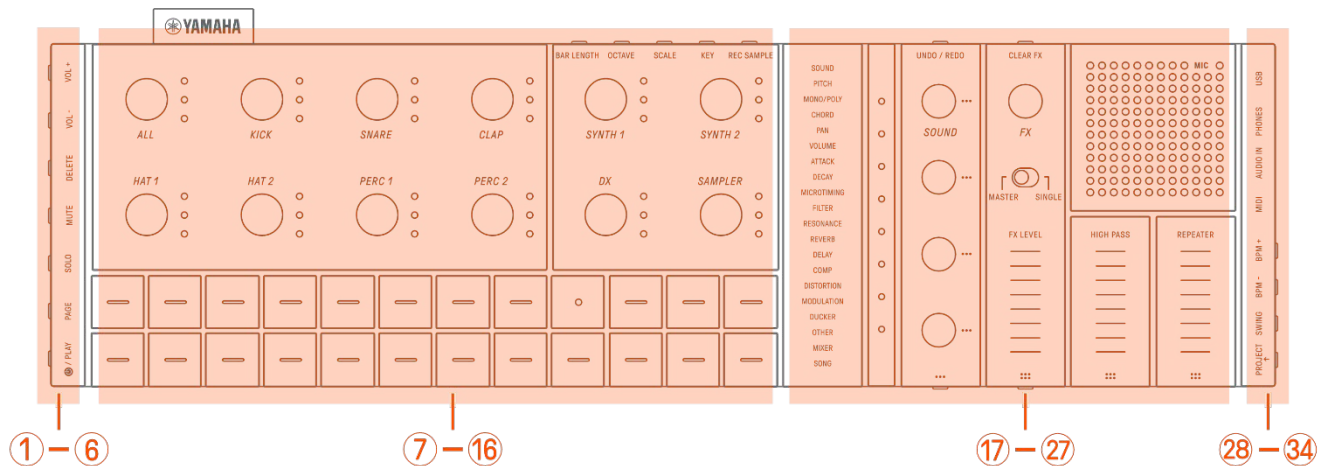 YAMAHA
VOL +
VOL -
DELETE
MUTE
SOLO
PAGE
/ PLAY
BAR LENGTH OCTAVE SCALE KEY REC SAMPLE
ALL KICK SNARE CLAP SYNTH 1 SYNTH 2
HAT 1 HAT 2 PERC 1 PERC 2 DX SAMPLER
SOUND
PITCH
MONO/POLY
CHORD
PAN
VOLUME
ATTACK
DECAY
MICROTIMING
FILTER
RESONANCE
REVERB
DELAY
COMP
DISTORTION
MODULATION
DUCKER
OTHER
MIXER
SONG
UNDO / REDO
SOUND
CLEAR FX
FX
MASTER SINGLE
MIC
FX LEVEL HIGH PASS REPEATER
USB
PHONES
AUDIO IN
MIDI
BPM +
BPM -
SWING
PROJECT
1 – 6 7 – 16 17 – 27 28 – 34